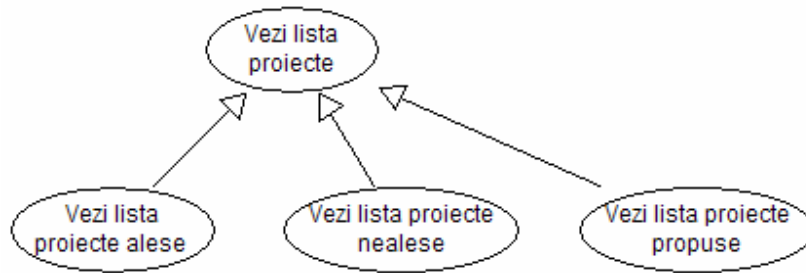 Vezi lista
proiecte
Vezi lista
proiecte alese
Vezi lista proiecte
nealese
Vezi lista proiecte
propuse